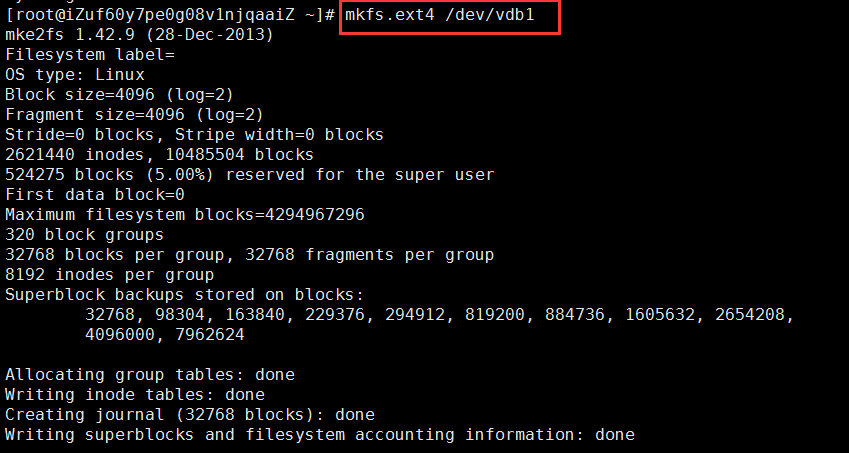 [root@iZuf60y7pe0g08v1njqaaiZ ~]# mkfs.ext4 /dev/vdb1
mke2fs 1.42.9 (28-Dec-2013)
Filesystem label=
OS type: Linux
Block size=4096 (log=2)
Fragment size=4096 (log=2)
Stride=0 blocks, Stripe width=0 blocks
2621440 inodes, 10485504 blocks
524275 blocks (5.00%) reserved for the super user
First data block=0
Maximum filesystem blocks=4294967296
320 block groups
32768 blocks per group, 32768 fragments per group
8192 inodes per group
Superblock backups stored on blocks:
32768, 98304, 163840, 229376, 294912, 819200, 884736, 1605632, 2654208,
4096000, 7962624
Allocating group tables: done
Writing inode tables: done
Creating journal (32768 blocks): done
Writing superblocks and filesystem accounting information: done